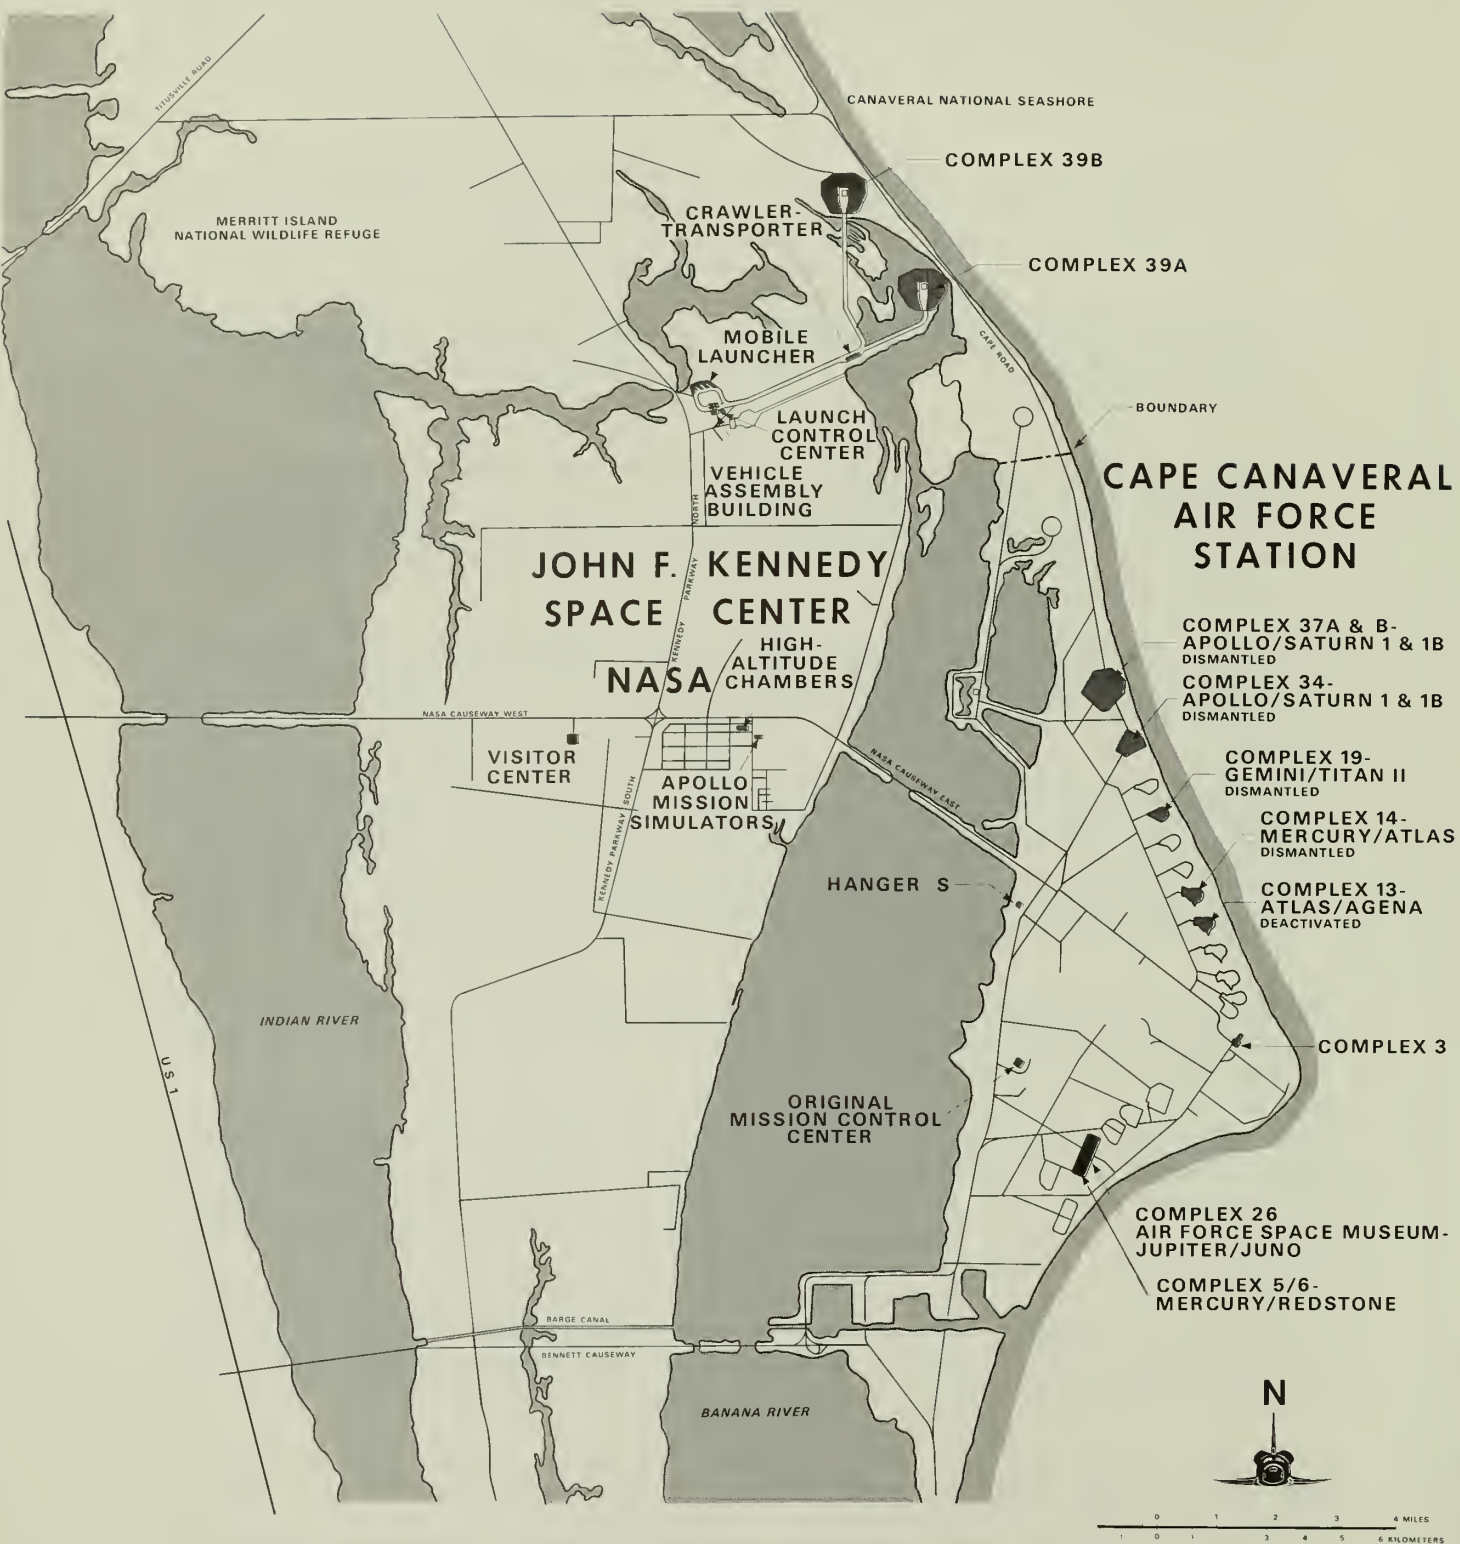 TITUSVILLE ROAD
CANAVERAL NATIONAL SEASHORE
COMPLEX 39B
MERRITT ISLAND
NATIONAL WILDLIFE REFUGE
CRAWLER-
TRANSPORTER
COMPLEX 39A
MOBILE
LAUNCHER
CAPE ROAD
BOUNDARY
LAUNCH
CONTROL
CENTER
VEHICLE
ASSEMBLY
BUILDING
CAPE CANAVERAL
AIR FORCE
STATION
KENNEDY PARKWAY NORTH
JOHN F. KENNEDY
SPACE CENTER
NASA
HIGH-
ALTITUDE
CHAMBERS
COMPLEX 37A & B-
APOLLO/SATURN 1 & 1B
DISMANTLED
COMPLEX 34-
APOLLO/SATURN 1 & 1B
DISMANTLED
NASA CAUSEWAY WEST
VISITOR
CENTER
APOLLO
MISSION
SIMULATORS
NASA CAUSEWAY EAST
COMPLEX 19-
GEMINI/TITAN II
DISMANTLED
COMPLEX 14-
MERCURY/ATLAS
DISMANTLED
KENNEDY PARKWAY SOUTH
HANGER S
COMPLEX 13-
ATLAS/AGENA
DEACTIVATED
INDIAN RIVER
US 1
COMPLEX 3
ORIGINAL
MISSION CONTROL
CENTER
COMPLEX 26
AIR FORCE SPACE MUSEUM-
JUPITER/JUNO
COMPLEX 5/6-
MERCURY/REDSTONE
BARGE CANAL
BENNETT CAUSEWAY
BANANA RIVER
N
0 1 2 3 4 MILES
1 0 1 3 4 5 6 KILOMETERS